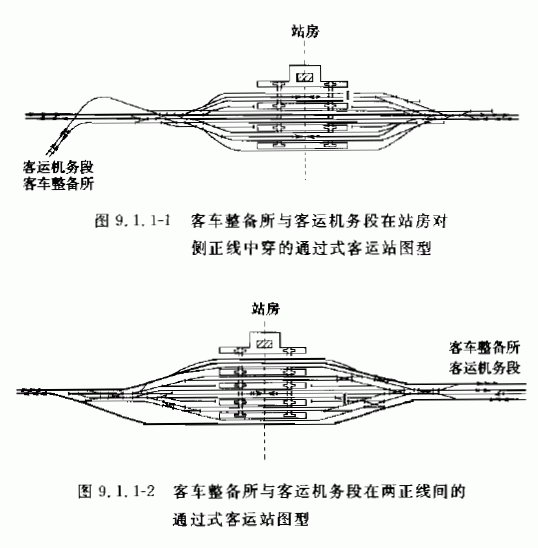 站房
客运机务段
客车整备所
图 9.1.1-1 客车整备所与客运机务段在站房对
侧正线中穿的通过式客运站图型
站房
客车整备所
客运机务段
图 9.1.1-2 客车整备所与客运机务段在两正线间的
通过式客运站图型